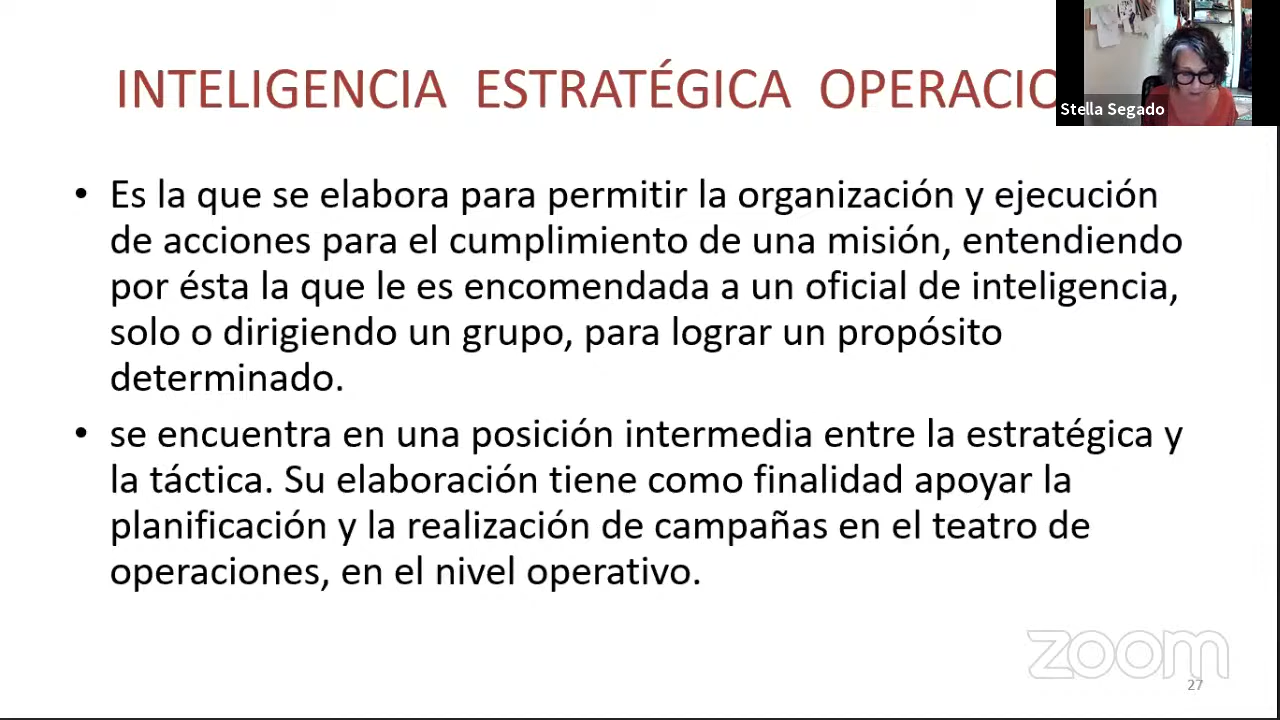 INTELIGENCIA ESTRATÉGICA OPERACIO
Stella Segado
• Es la que se elabora para permitir la organización y ejecución
de acciones para el cumplimiento de una misión, entendiendo
por ésta la que le es encomendada a un oficial de inteligencia,
solo o dirigiendo un grupo, para lograr un propósito
determinado.
• se encuentra en una posición intermedia entre la estratégica y
la táctica. Su elaboración tiene como finalidad apoyar la
planificación y la realización de campañas en el teatro de
operaciones, en el nivel operativo.
zoom
27